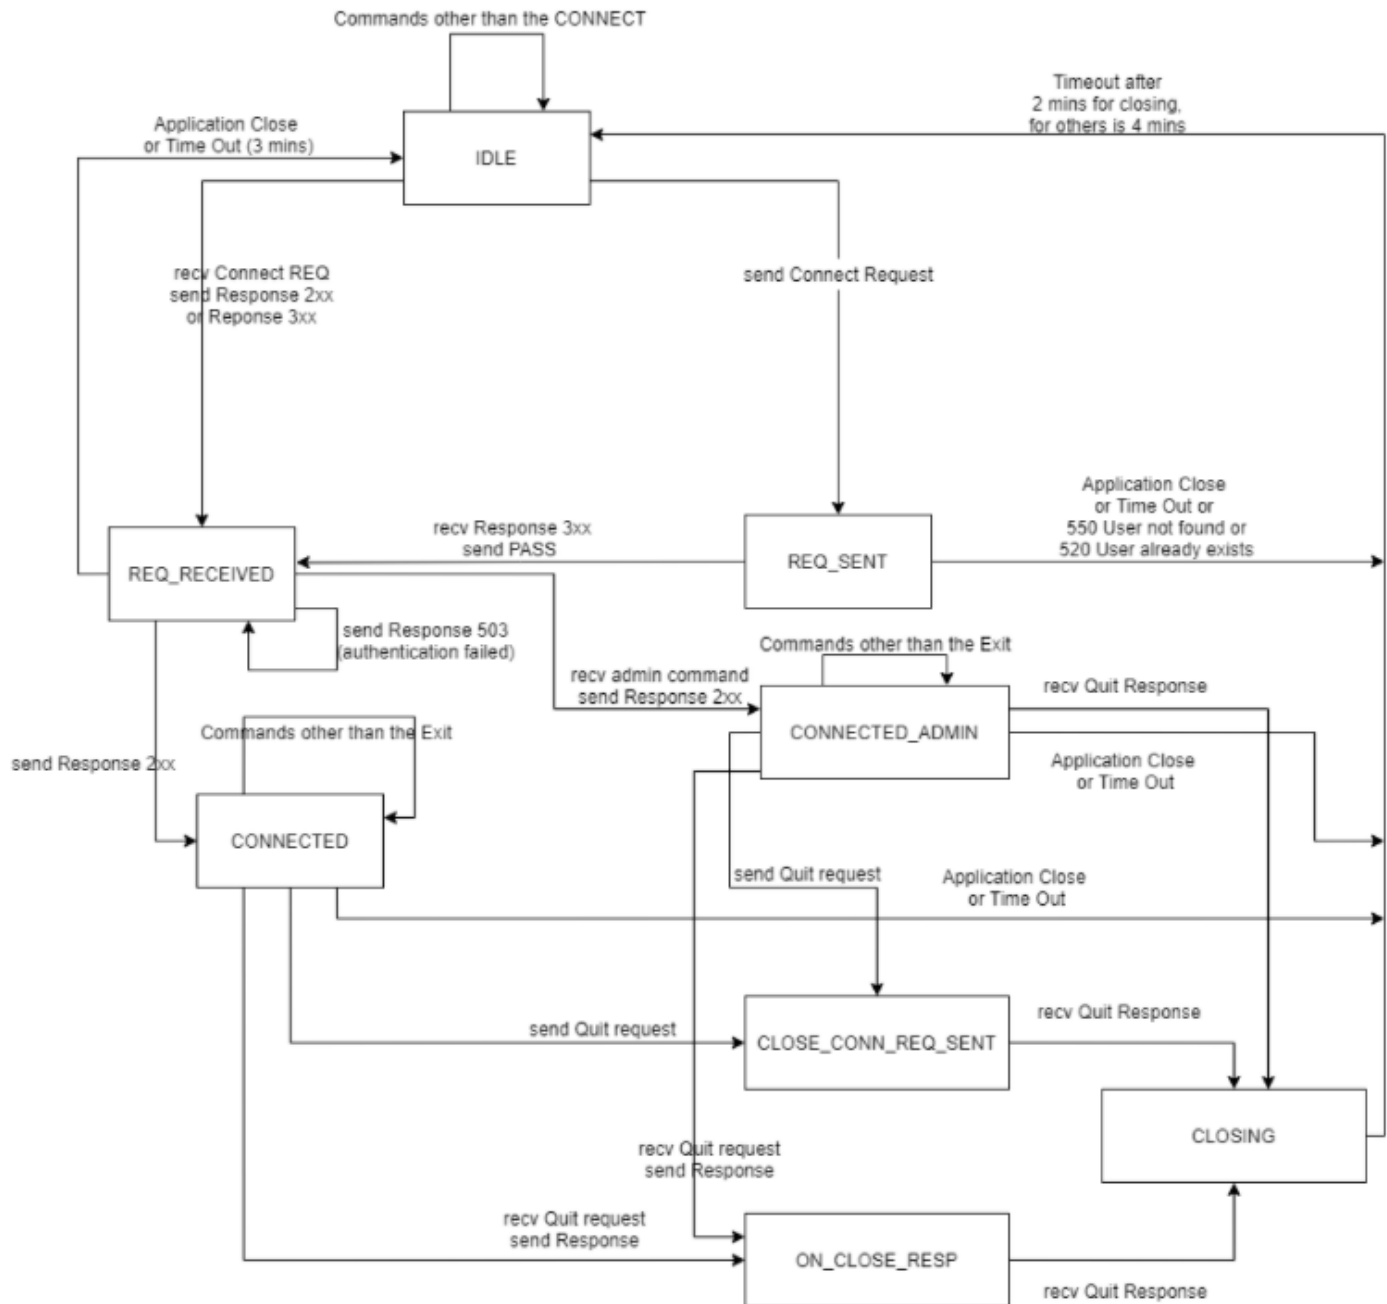 Commands other than the CONNECT
Timeout after
2 mins for closing,
for others is 4 mins
Application Close
or Time Out (3 mins)
IDLE
recv Connect REQ
send Response 2xx
or Reponse 3xx
send Connect Request
Application Close
or Time Out or
550 User not found or
520 User already exists
recv Response 3xx
send PASS
REQ_SENT
REQ_RECEIVED
send Response 503
(authentication failed)
Commands other than the Exit
recv admin command
send Response 2xx
recv Quit Response
CONNECTED_ADMIN
Commands other than the Exit
send Response 2xx
Application Close
or Time Out
CONNECTED
send Quit request
Application Close
or Time Out
recv Quit Response
send Quit request
CLOSE_CONN_REQ_SENT
CLOSING
recv Quit request
send Response
recv Quit request
send Response
ON_CLOSE_RESP
recv Quit Response